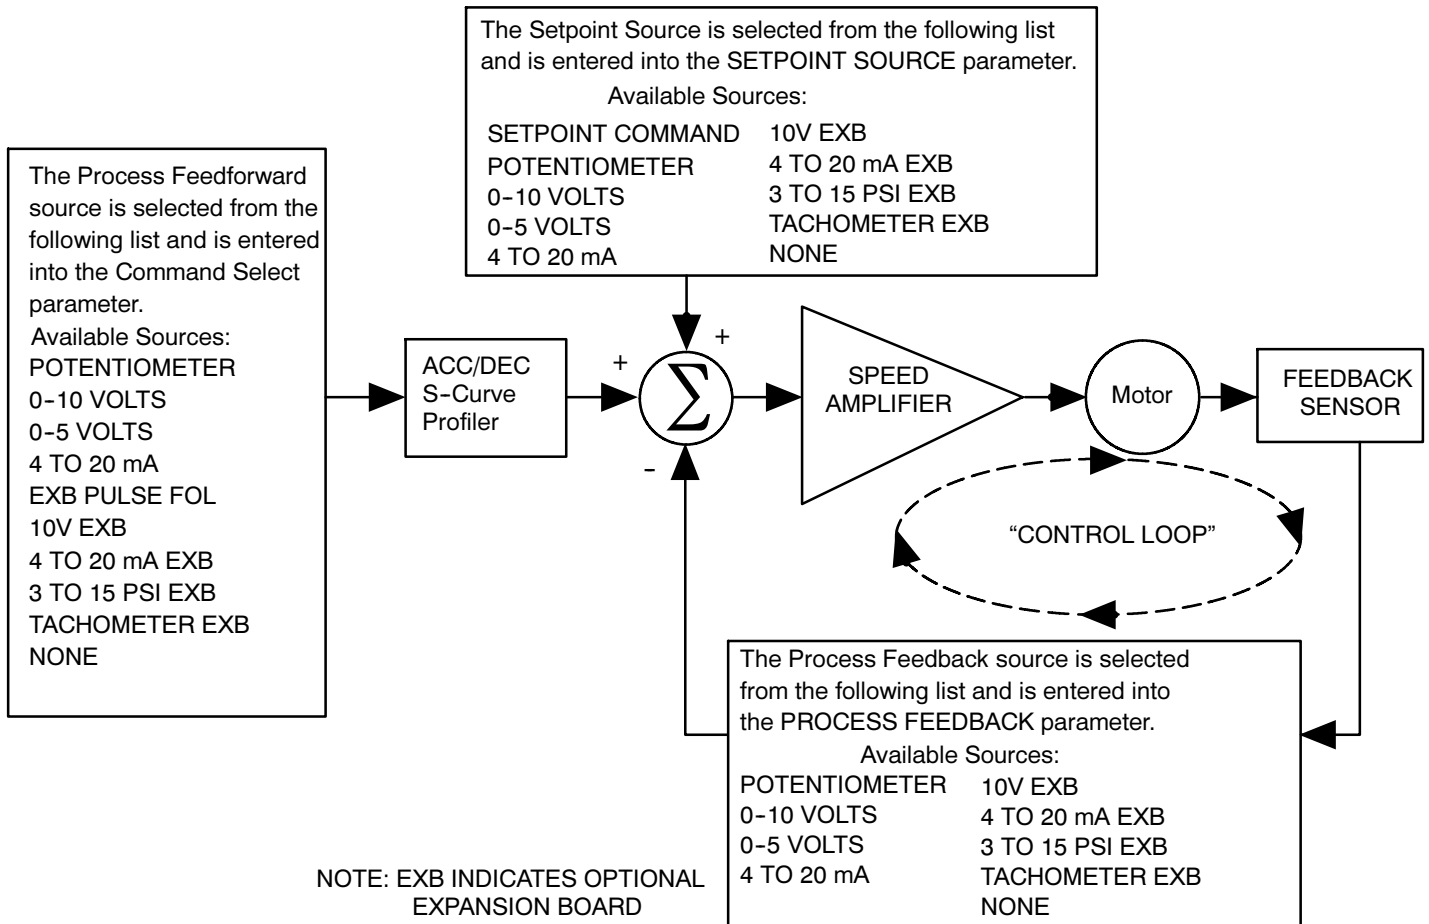 The Setpoint Source is selected from the following list
and is entered into the SETPOINT SOURCE parameter.
Available Sources:
SETPOINT COMMAND
POTENTIOMETER
0-10 VOLTS
0-5 VOLTS
4 TO 20 mA
10V EXB
4 TO 20 mA EXB
3 TO 15 PSI EXB
TACHOMETER EXB
NONE
The Process Feedforward
source is selected from the
following list and is entered
into the Command Select
parameter.
Available Sources:
POTENTIOMETER
0-10 VOLTS
0-5 VOLTS
4 TO 20 mA
EXB PULSE FOL
10V EXB
4 TO 20 mA EXB
3 TO 15 PSI EXB
TACHOMETER EXB
NONE
ACC/DEC
S-Curve
Profiler
+
+
-
Σ
SPEED
AMPLIFIER
Motor
FEEDBACK
SENSOR
“CONTROL LOOP”
The Process Feedback source is selected
from the following list and is entered into
the PROCESS FEEDBACK parameter.
Available Sources:
POTENTIOMETER
0-10 VOLTS
0-5 VOLTS
4 TO 20 mA
10V EXB
4 TO 20 mA EXB
3 TO 15 PSI EXB
TACHOMETER EXB
NONE
NOTE: EXB INDICATES OPTIONAL
EXPANSION BOARD